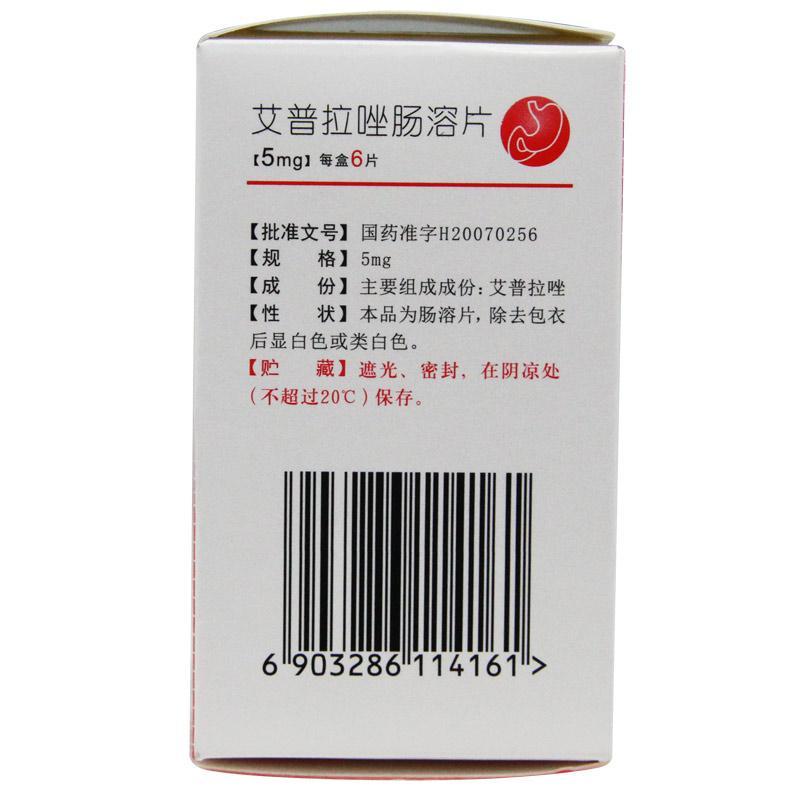 艾普拉唑肠溶片
【5mg】每盒6片
【批准文号】国药准字H20070256
【规　格】5mg
【成　份】主要组成成份：艾普拉唑
【性　状】本品为肠溶片，除去包衣
后显白色或类白色。
【贮　藏】遮光、密封，在阴凉处
（不超过20℃）保存。
6 903286 114161 >